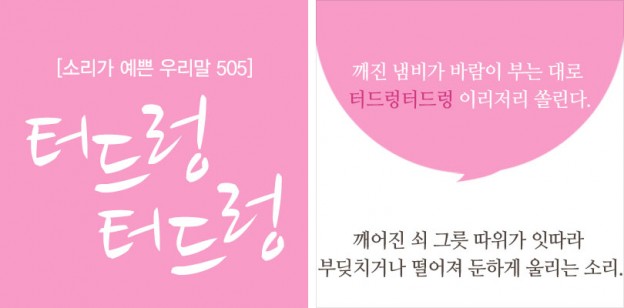 [소리가 예쁜 우리말 505]
터드렁
터드렁
깨진 냄비가 바람이 부는 대로
터드렁터드렁 이리저리 쏠린다.
깨어진 쇠 그릇 따위가 잇따라
부딪치거나 떨어져 둔하게 울리는 소리.